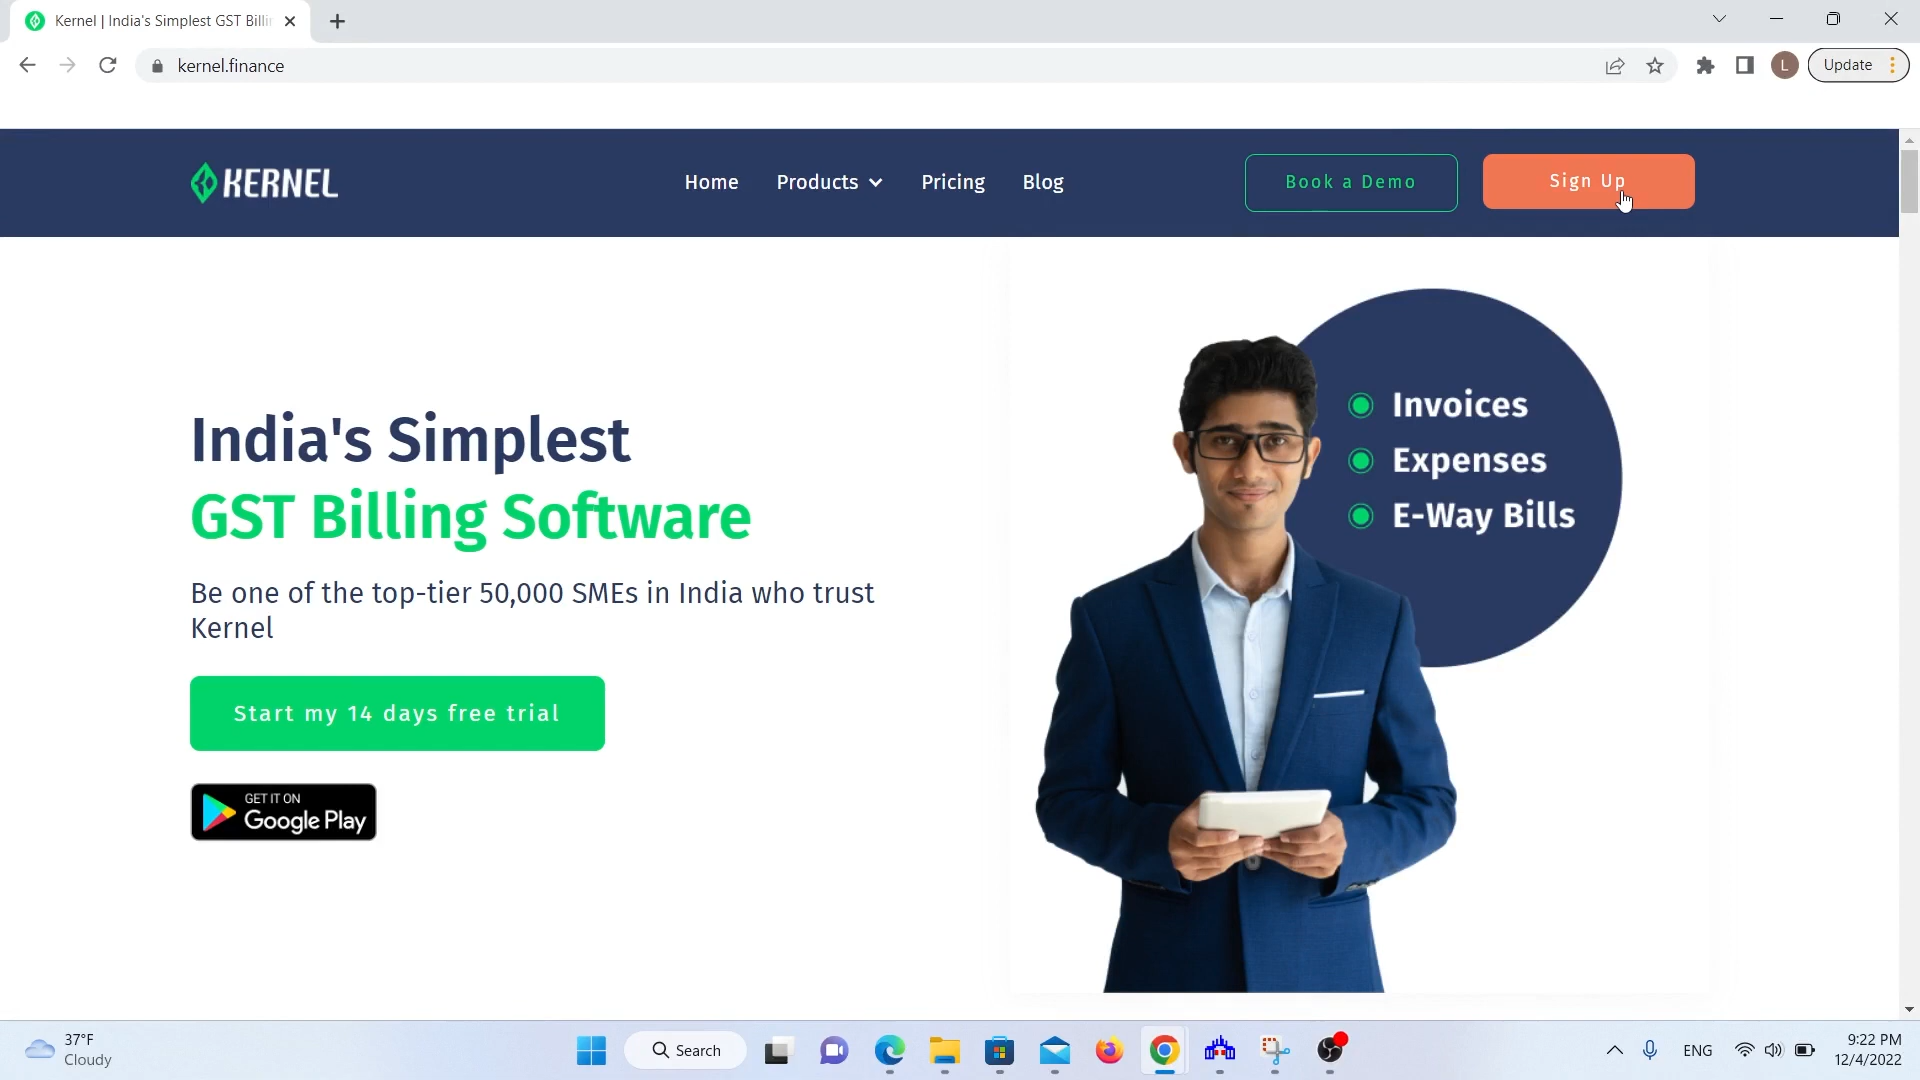 Kernel | India's Simplest GST Billi
kernel.finance
L
Update
KERNEL
Home
Products
Pricing
Blog
Book a Demo
Sign Up
India's Simplest
GST Billing Software
Be one of the top-tier 50,000 SMEs in India who trust
Kernel
Start my 14 days free trial
GET IT ON
Google Play
Invoices
Expenses
E-Way Bills
37°F
Cloudy
Search
ENG
9:22 PM
12/4/2022